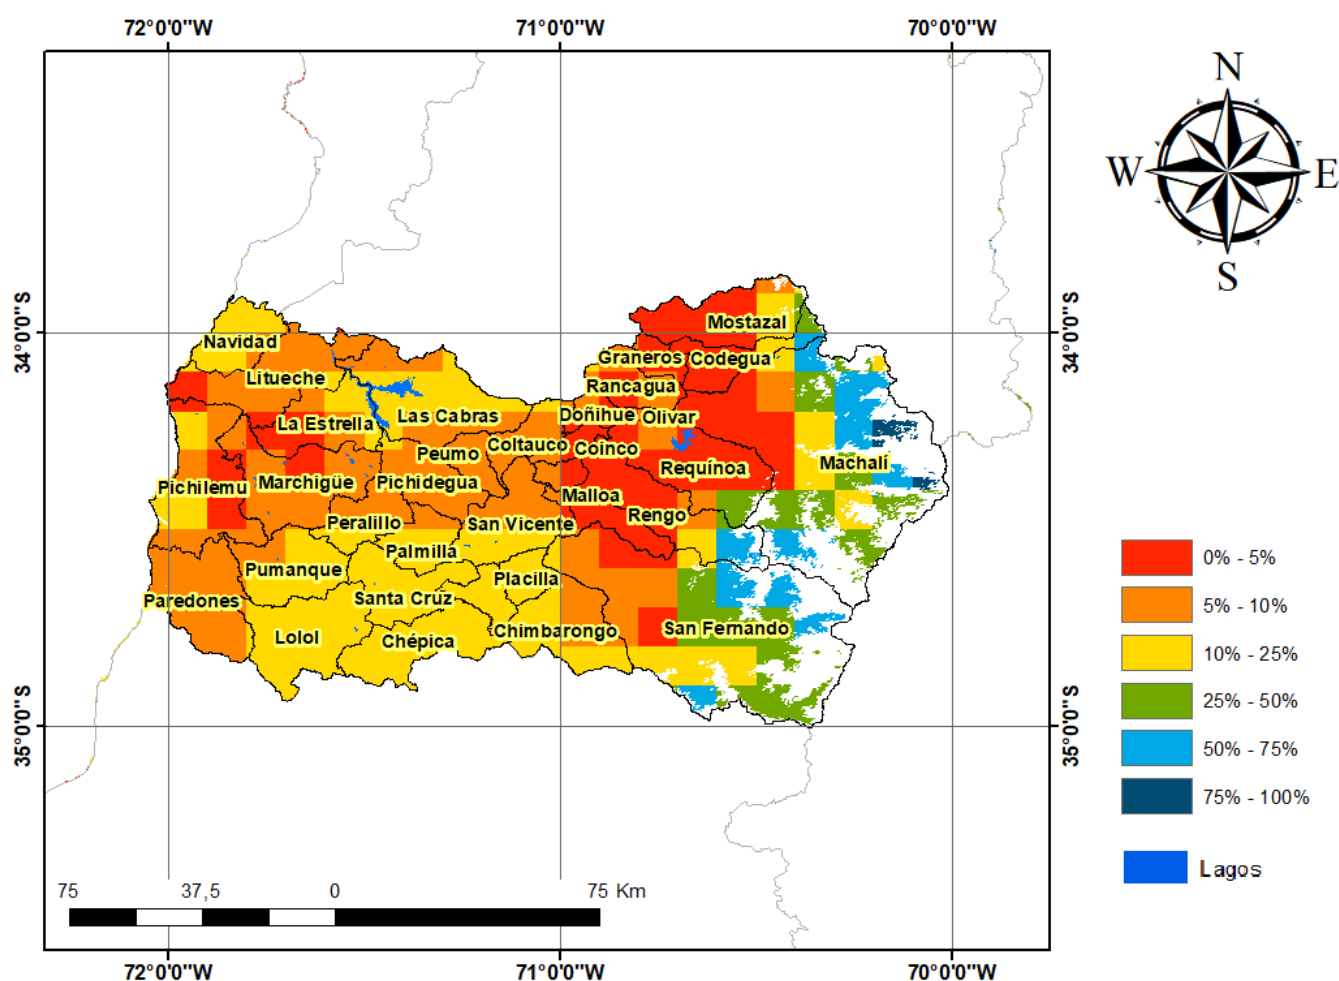 72°0'0"W 71°0'0"W 70°0'0"W
N
W E
S
34°0'0"S 34°0'0"S
Mostazal
Navidad
Graneros Codegua
Litueche Rancagua
La Estrella Las Cabras Doñihue Olivar
Peumo Coltauco Coinco Requínoa Machalí
Pichilemu Marchigüe Pichidegua
Malloa
Peralillo San Vicente Rengo
Palmilla
Pumanque Placilla
Paredones Santa Cruz
Lolol Chépica Chimbarongo San Fernando
35°0'0"S 35°0'0"S
0% - 5%
5% - 10%
10% - 25%
25% - 50%
50% - 75%
75% - 100%
Lagos
75 37,5 0 75 Km
72°0'0"W 71°0'0"W 70°0'0"W